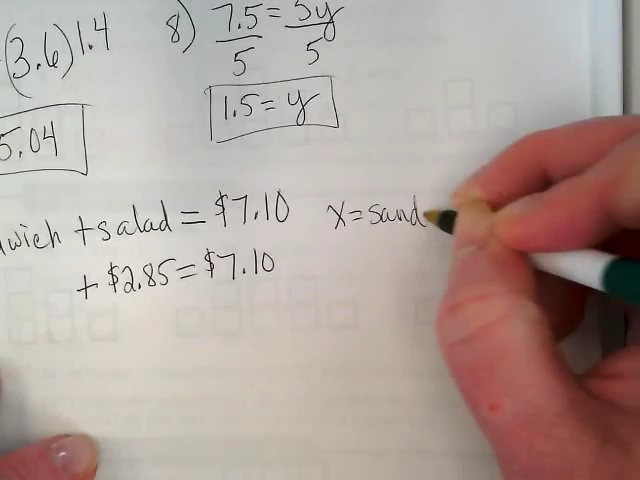 (3.6)1.4
5.04
8) 7.5 = 5y
5 5
1.5 = y
wich + salad = $7.10 x = sand
+ $2.85 = $7.10